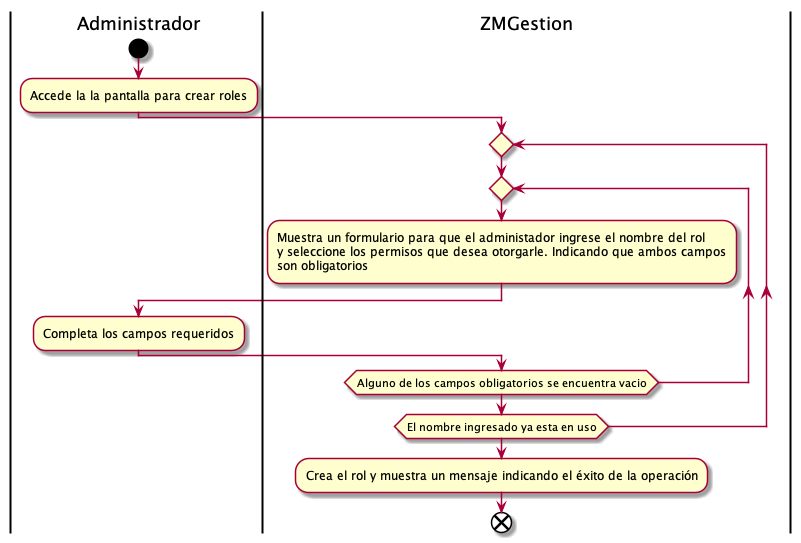 Administrador
ZMGestion
Accede la la pantalla para crear roles
Muestra un formulario para que el administador ingrese el nombre del rol
y seleccione los permisos que desea otorgarle. Indicando que ambos campos
son obligatorios
Completa los campos requeridos
Alguno de los campos obligatorios se encuentra vacio
El nombre ingresado ya esta en uso
Crea el rol y muestra un mensaje indicando el éxito de la operación